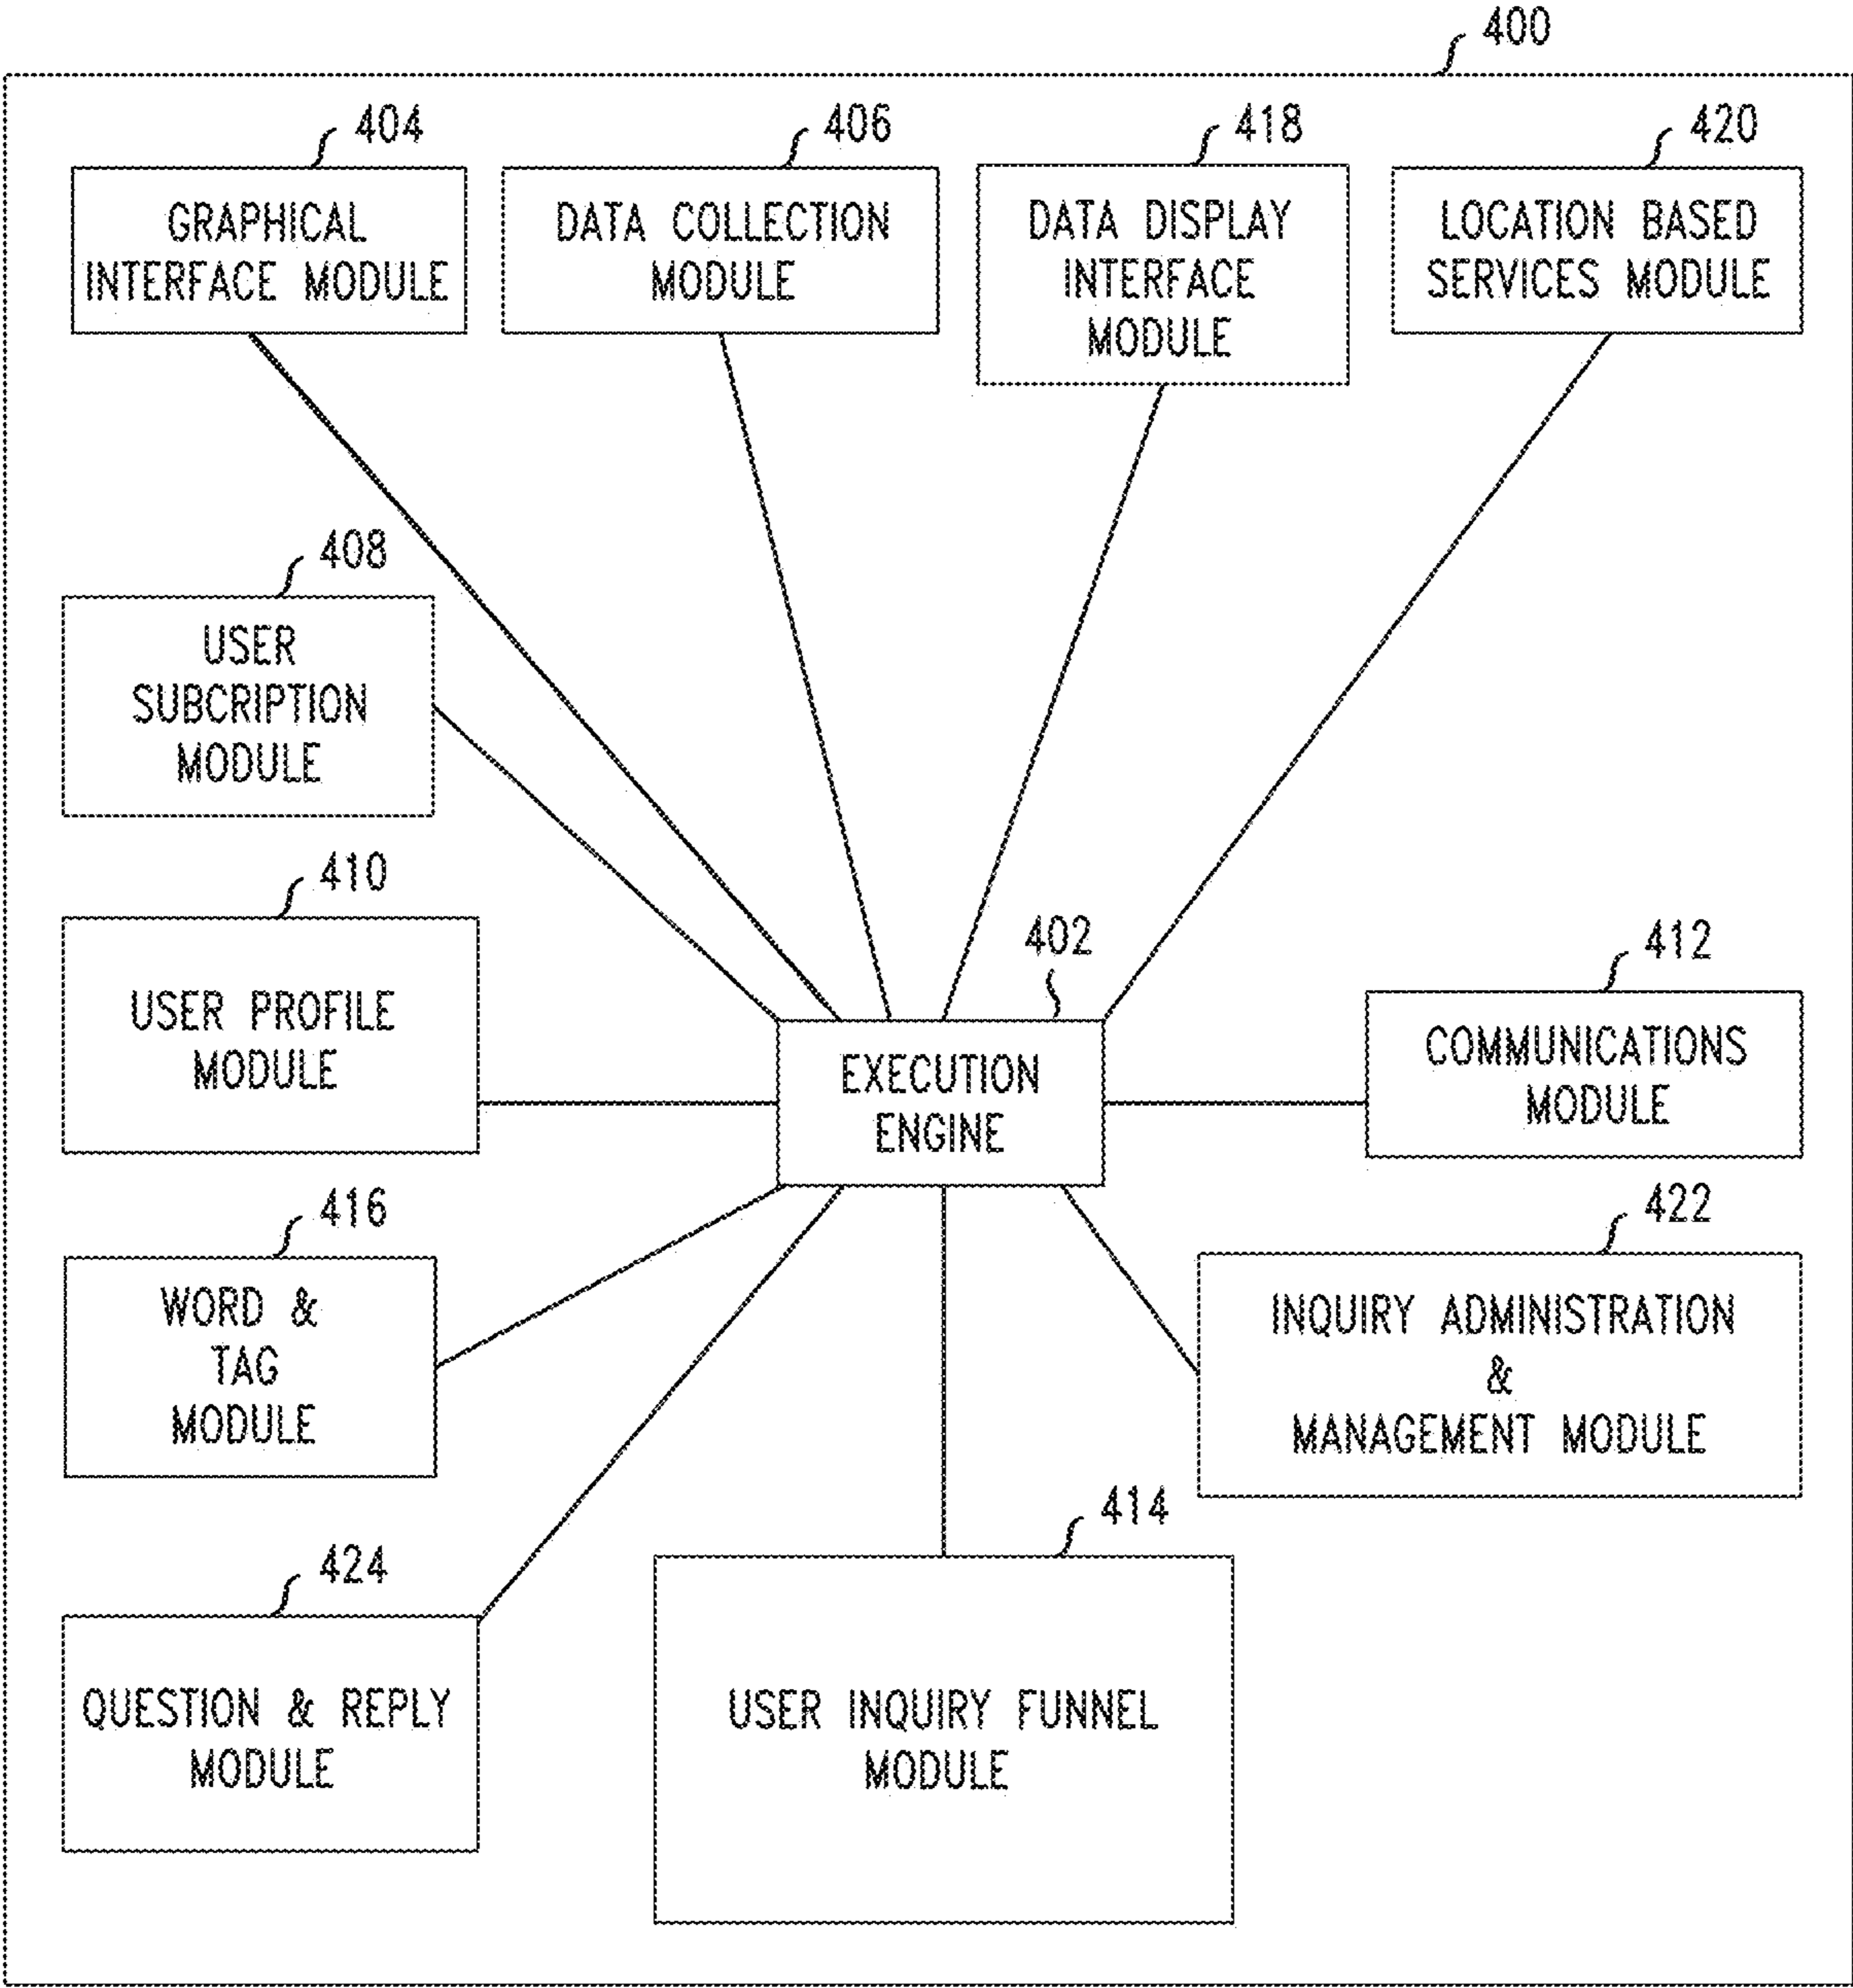 400
404
GRAPHICAL
INTERFACE MODULE
406
DATA COLLECTION
MODULE
418
DATA DISPLAY
INTERFACE
MODULE
420
LOCATION BASED
SERVICES MODULE
408
USER
SUBCRIPTION
MODULE
410
USER PROFILE
MODULE
402
EXECUTION
ENGINE
412
COMMUNICATIONS
MODULE
416
WORD &
TAG
MODULE
422
INQUIRY ADMINISTRATION
&
MANAGEMENT MODULE
424
QUESTION & REPLY
MODULE
414
USER INQUIRY FUNNEL
MODULE